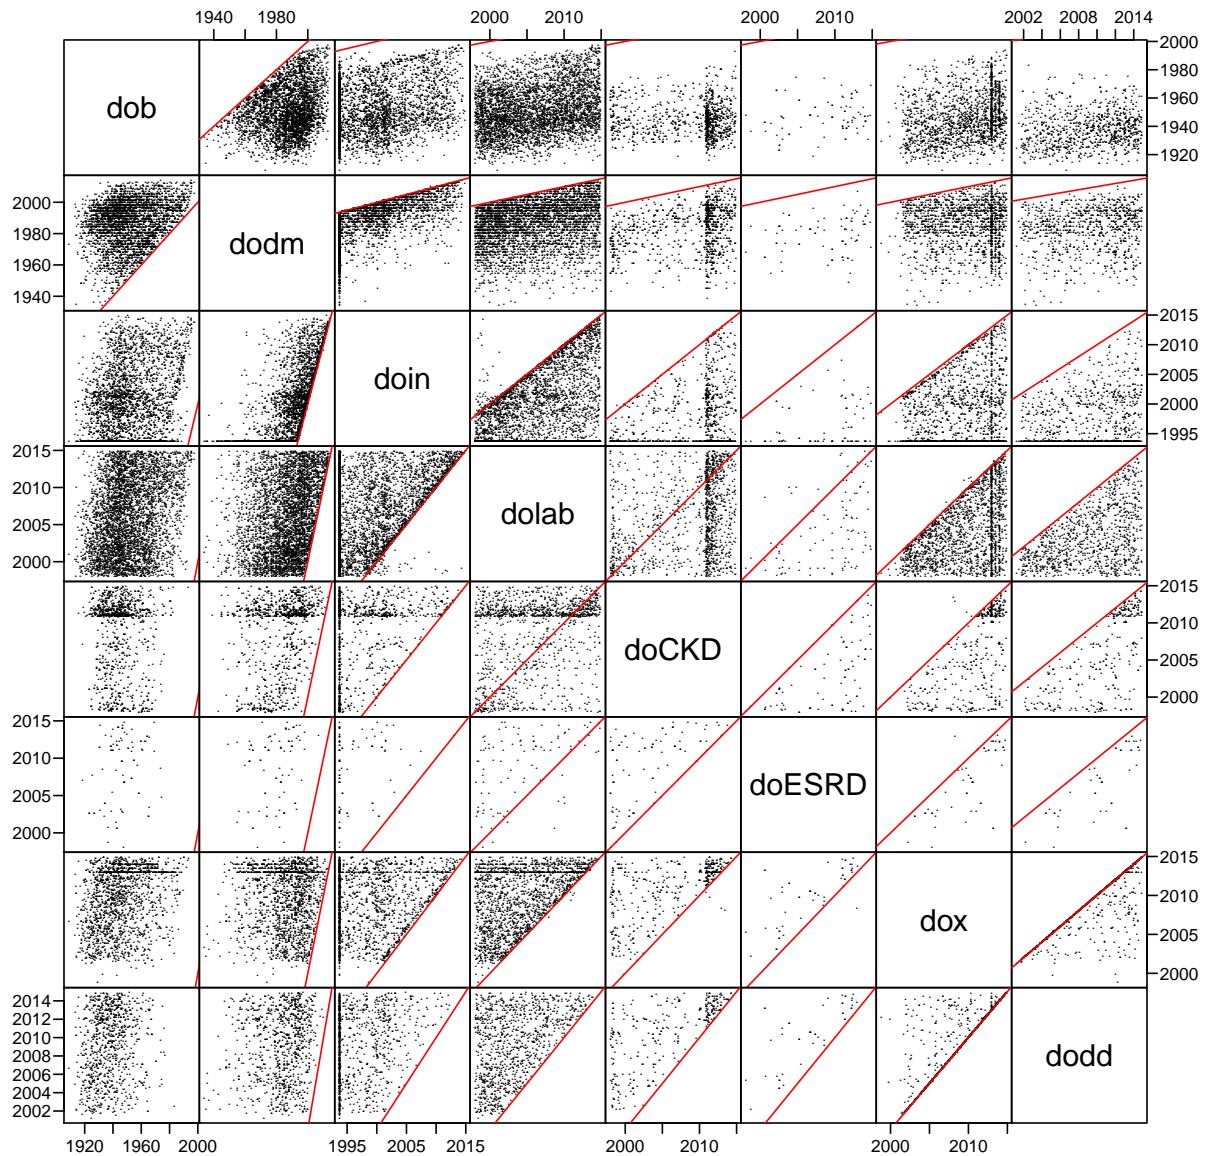 1940 1980 2000 2010 2000 2010 2002 2008 2014
dob 1920 1940 1960 1980 2000
1940 1960 1980 2000 dodm
doin 1995 2000 2005 2010 2015
2000 2005 2010 2015 dolab
doCKD 2000 2005 2010 2015
2000 2005 2010 2015 doESRD
dox 2000 2005 2010 2015
2002 2004 2006 2008 2010 2012 2014 dodd
1920 1960 2000 1995 2005 2015 2000 2010 2000 2010